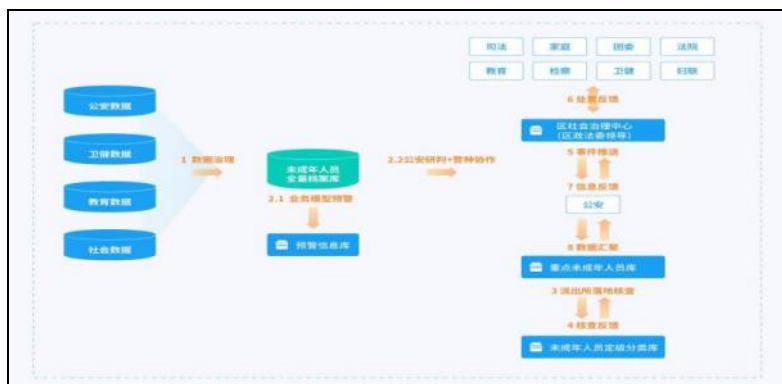 司法 家庭 团委 法院
教育 检察 卫健 妇联
6 处置反馈
公安数据
区社会治理中心
(区政法委领导)
卫健数据
1 数据治理
未成年人员
全量档案库
2.2公安研判+警种协作
5 事件推送
7 信息反馈
2.1 业务模型预警
教育数据
公安
预警信息库
社会数据
8 数据汇聚
重点未成年人员库
3 派出所落地核查
4 核查反馈
未成年人员定级分类库